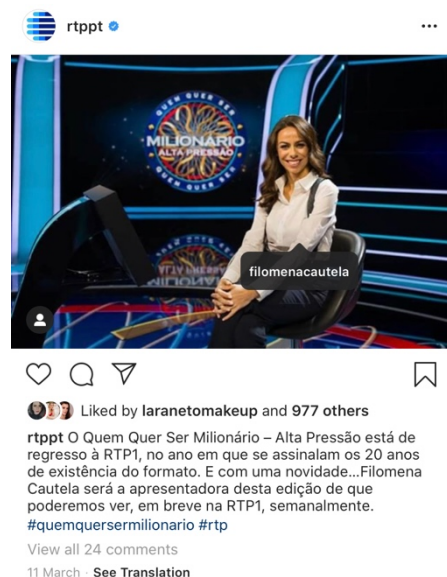 rtppt
QUEM QUER SER
MILIONÁRIO
ALTA PRESSÃO
QUEM QUER SER
filomenacautela
Liked by laranetomakeup and 977 others
rtppt O Quem Quer Ser Milionário – Alta Pressão está de
regresso à RTP1, no ano em que se assinalam os 20 anos
de existência do formato. E com uma novidade...Filomena
Cautela será a apresentadora desta edição de que
poderemos ver, em breve na RTP1, semanalmente.
#quemquersermilionario #rtp
View all 24 comments
11 March · See Translation